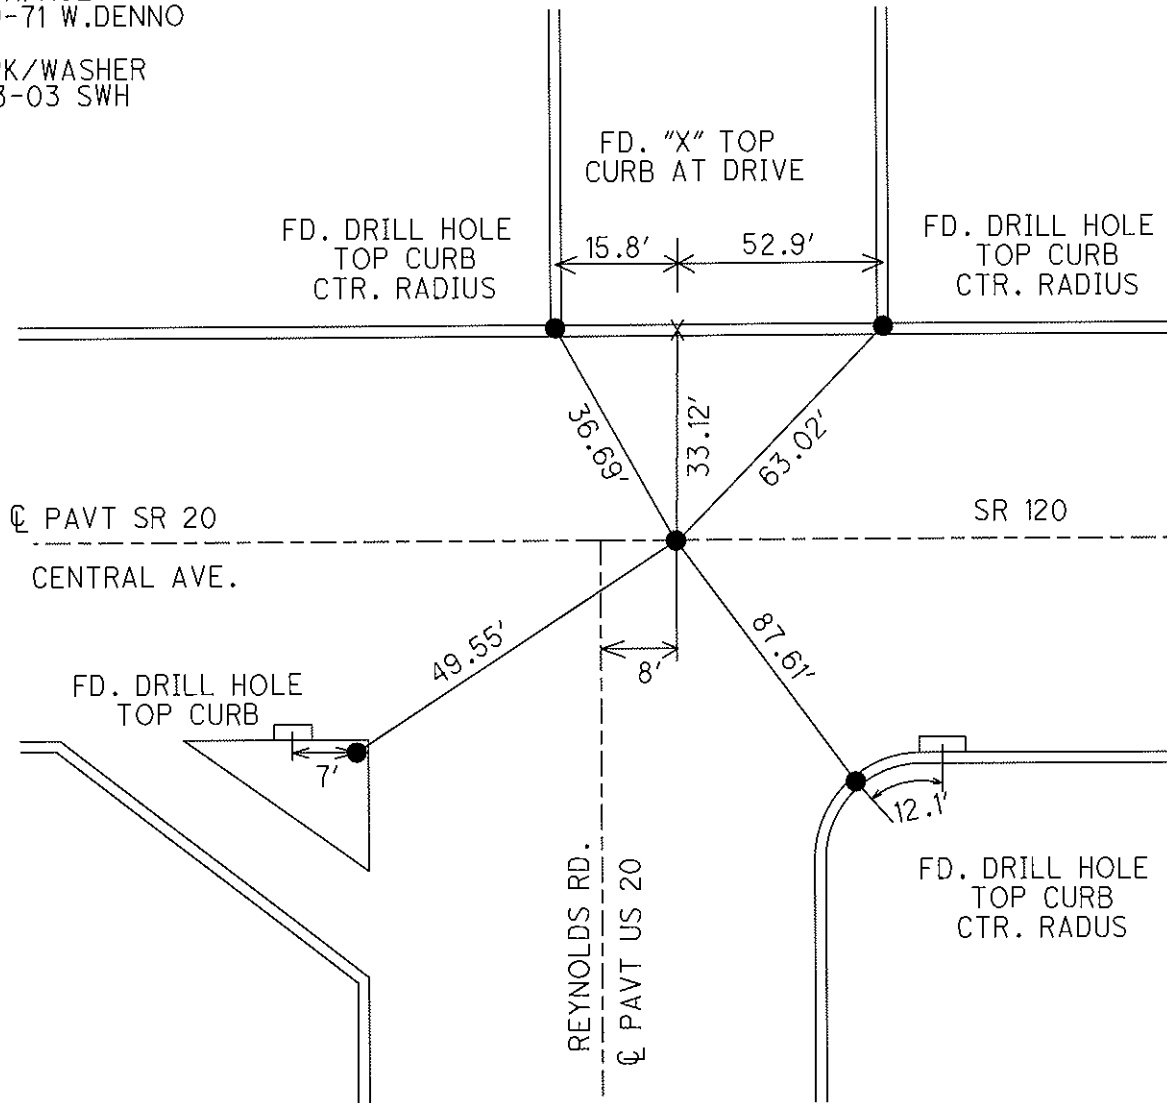 -71 W.DENNO
/WASHER
-03 SWH
FD. "X" TOP
CURB AT DRIVE
FD. DRILL HOLE
TOP CURB
CTR. RADIUS
15.8'
52.9'
FD. DRILL HOLE
TOP CURB
CTR. RADIUS
36.69'
33.12'
63.02'
℄ PAVT SR 20
SR 120
CENTRAL AVE.
49.55'
8'
87.61'
FD. DRILL HOLE
TOP CURB
7'
12.1'
REYNOLDS RD.
℄ PAVT US 20
FD. DRILL HOLE
TOP CURB
CTR. RADUS